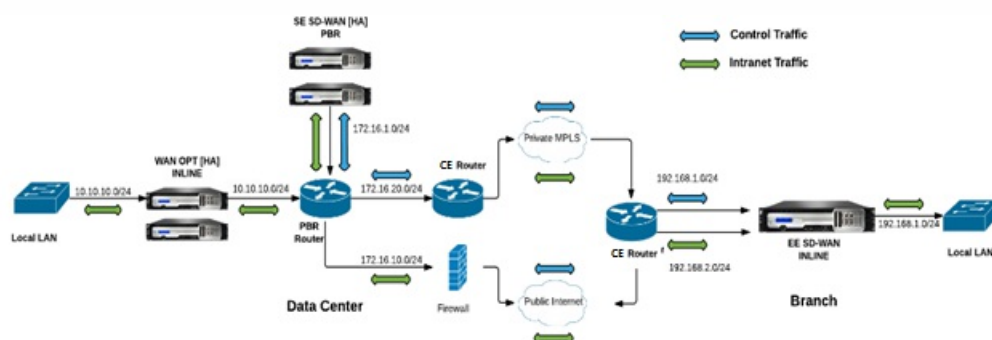 SE SD-WAN [HA]
PBR
Control Traffic
Intranet Traffic
172.16.1.0/24
Private MPLS
WAN OPT [HA]
INLINE
CE Router
10.10.10.0/24
10.10.10.0/24
172.16.20.0/24
192.168.1.0/24
192.168.1.0/24
Local LAN
PBR
Router
CE Router
EE SD-WAN
INLINE
Local LAN
172.16.10.0/24
192.168.2.0/24
Data Center
Firewall
Public Internet
Branch